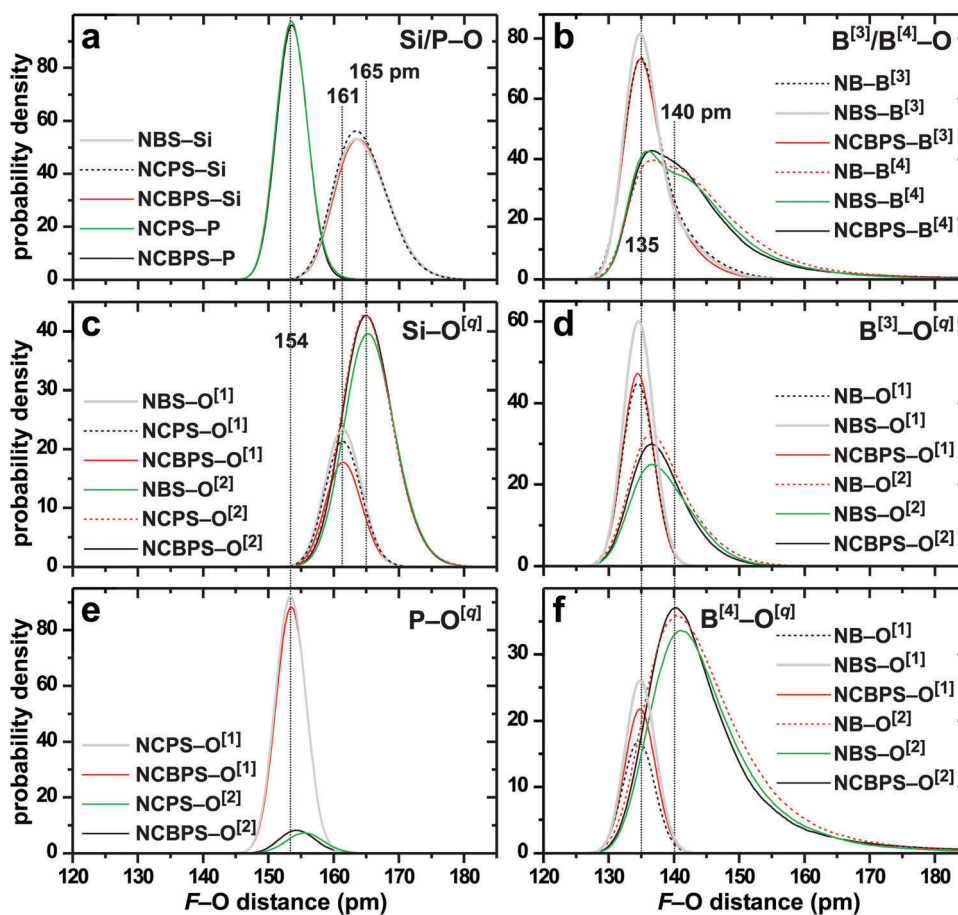 a Si/P–O
probability density
80
60
40
20
0
161
165 pm
NBS–Si
NCPS–Si
NCBPS–Si
NCPS–P
NCBPS–P
b B[3]/B[4]–O
80
60
40
20
0
140 pm
135
NB–B[3]
NBS–B[3]
NCBPS–B[3]
NB–B[4]
NBS–B[4]
NCBPS–B[4]
c Si–O[q]
probability density
40
30
20
10
0
154
NBS–O[1]
NCPS–O[1]
NCBPS–O[1]
NBS–O[2]
NCPS–O[2]
NCBPS–O[2]
d B[3]–O[q]
60
40
20
0
NB–O[1]
NBS–O[1]
NCBPS–O[1]
NB–O[2]
NBS–O[2]
NCBPS–O[2]
e P–O[q]
probability density
80
60
40
20
0
NCPS–O[1]
NCBPS–O[1]
NCPS–O[2]
NCBPS–O[2]
120 130 140 150 160 170 180
F–O distance (pm)
f B[4]–O[q]
30
20
10
0
NB–O[1]
NBS–O[1]
NCBPS–O[1]
NB–O[2]
NBS–O[2]
NCBPS–O[2]
120 130 140 150 160 170 180
F–O distance (pm)